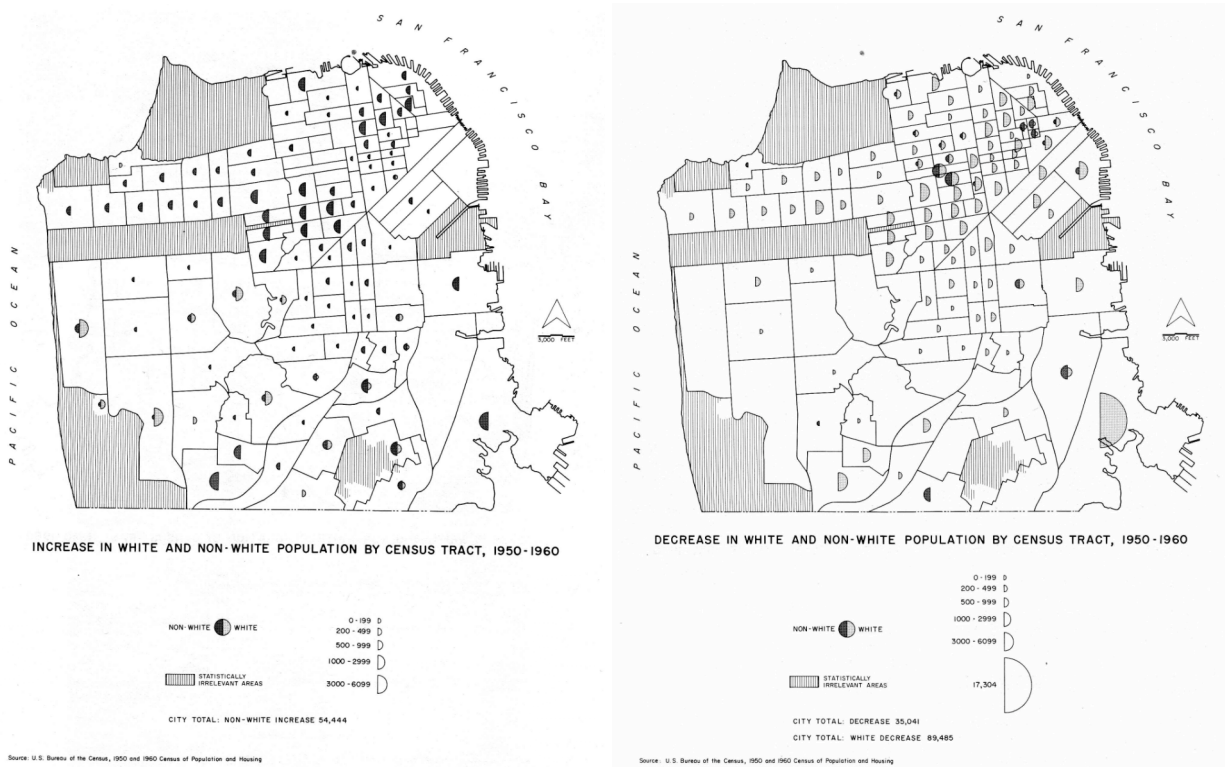 SAN FRANCISCO BAY
PACIFIC OCEAN
3,000 FEET
INCREASE IN WHITE AND NON-WHITE POPULATION BY CENSUS TRACT, 1950-1960
NON-WHITE WHITE
0-199
200-499
500-999
1000-2999
3000-6099
STATISTICALLY
IRRELEVANT AREAS
CITY TOTAL: NON-WHITE INCREASE 54,444
Source: U.S. Bureau of the Census, 1950 and 1960 Census of Population and Housing
SAN FRANCISCO BAY
PACIFIC OCEAN
3,000 FEET
DECREASE IN WHITE AND NON-WHITE POPULATION BY CENSUS TRACT, 1950-1960
NON-WHITE WHITE
0-199
200-499
500-999
1000-2999
3000-6099
17,304
STATISTICALLY
IRRELEVANT AREAS
CITY TOTAL: DECREASE 35,041
CITY TOTAL: WHITE DECREASE 89,485
Source: U.S. Bureau of the Census, 1950 and 1960 Census of Population and Housing